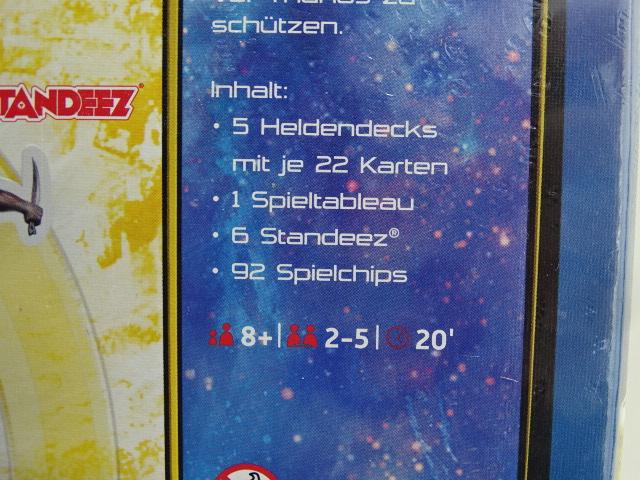 schützen.
STANDEEZ
Inhalt:
• 5 Heldendecks
mit je 22 Karten
• 1 Spieltableau
• 6 Standeez®
• 92 Spielchips
8+ | 2-5 | 20'